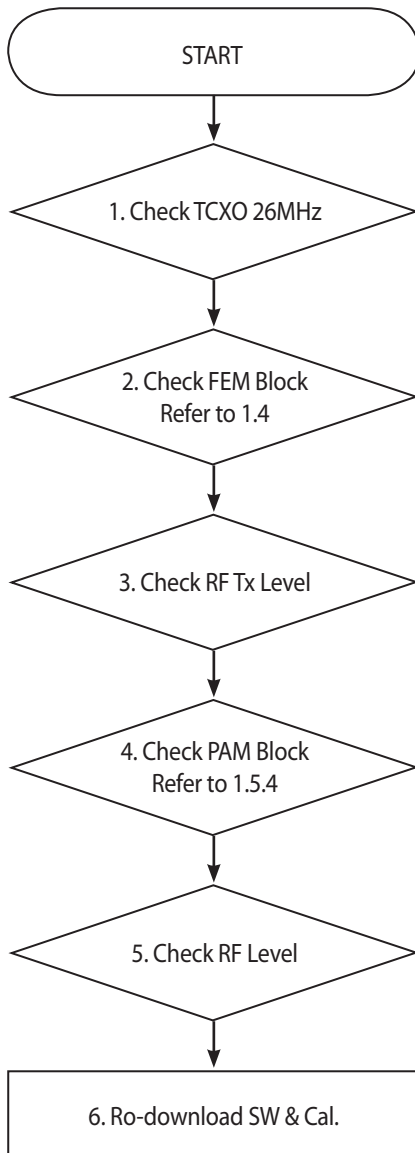 START
1. Check TCXO 26MHz
2. Check FEM Block
Refer to 1.4
3. Check RF Tx Level
4. Check PAM Block
Refer to 1.5.4
5. Check RF Level
6. Ro-download SW & Cal.